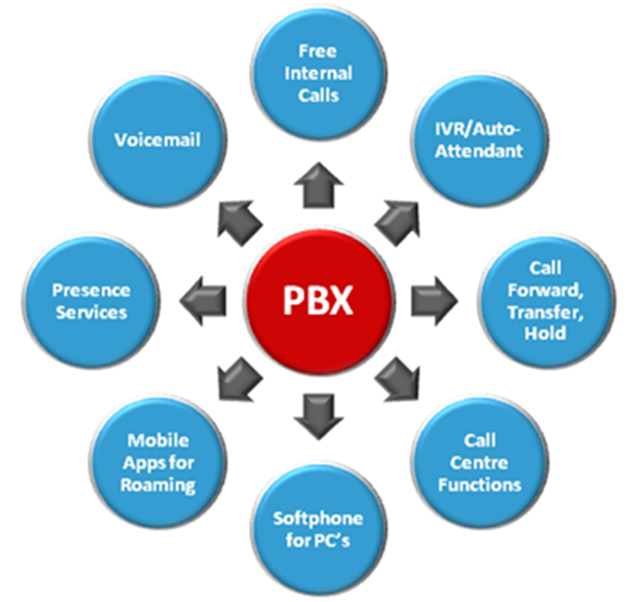 Free
Internal
Calls
IVR/Auto-
Attendant
Call
Forward,
Transfer,
Hold
Call
Centre
Functions
Softphone
for PC's
Mobile
Apps for
Roaming
Presence
Services
Voicemail
PBX